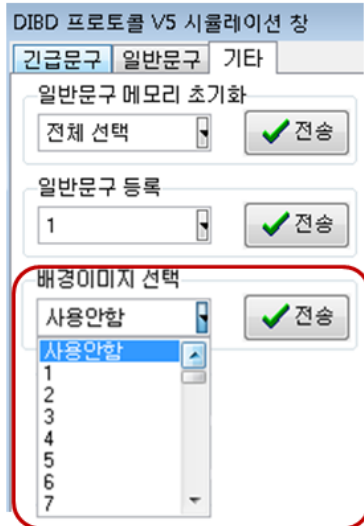 DIBD 프로토콜 V5 시뮬레이션 창
긴급문구 일반문구 기타
일반문구 메모리 초기화
전체 선택 전송
일반문구 등록
1 전송
배경이미지 선택
사용안함 전송
사용안함
1
2
3
4
5
6
7